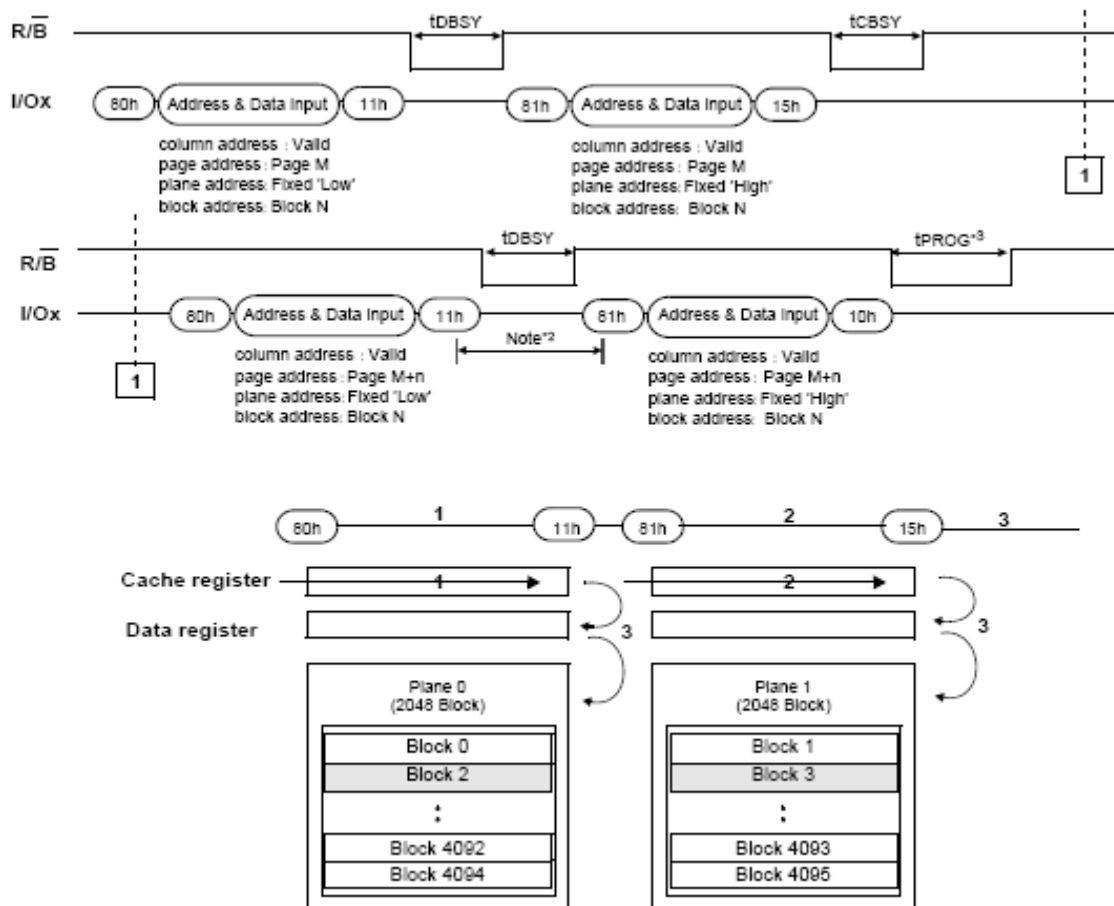 tDBSY tCBSY
R/B
I/Ox 80h Address & Data Input 11h 81h Address & Data Input 15h
column address : Valid column address : Valid
page address : Page M page address : Page M
plane address: Fixed 'Low' plane address: Fixed 'High'
block address: Block N block address: Block N
1
tDBSY tPROG*3
R/B
I/Ox 80h Address & Data Input 11h 81h Address & Data Input 10h
Note*2
1
column address : Valid column address : Valid
page address : Page M+n page address : Page M+n
plane address: Fixed 'Low' plane address: Fixed 'High'
block address: Block N block address: Block N
80h 1 11h 81h 2 15h 3
Cache register 1 2
Data register 3 3
Plane 0 Plane 1
(2048 Block) (2048 Block)
Block 0 Block 1
Block 2 Block 3
: :
Block 4092 Block 4093
Block 4094 Block 4095